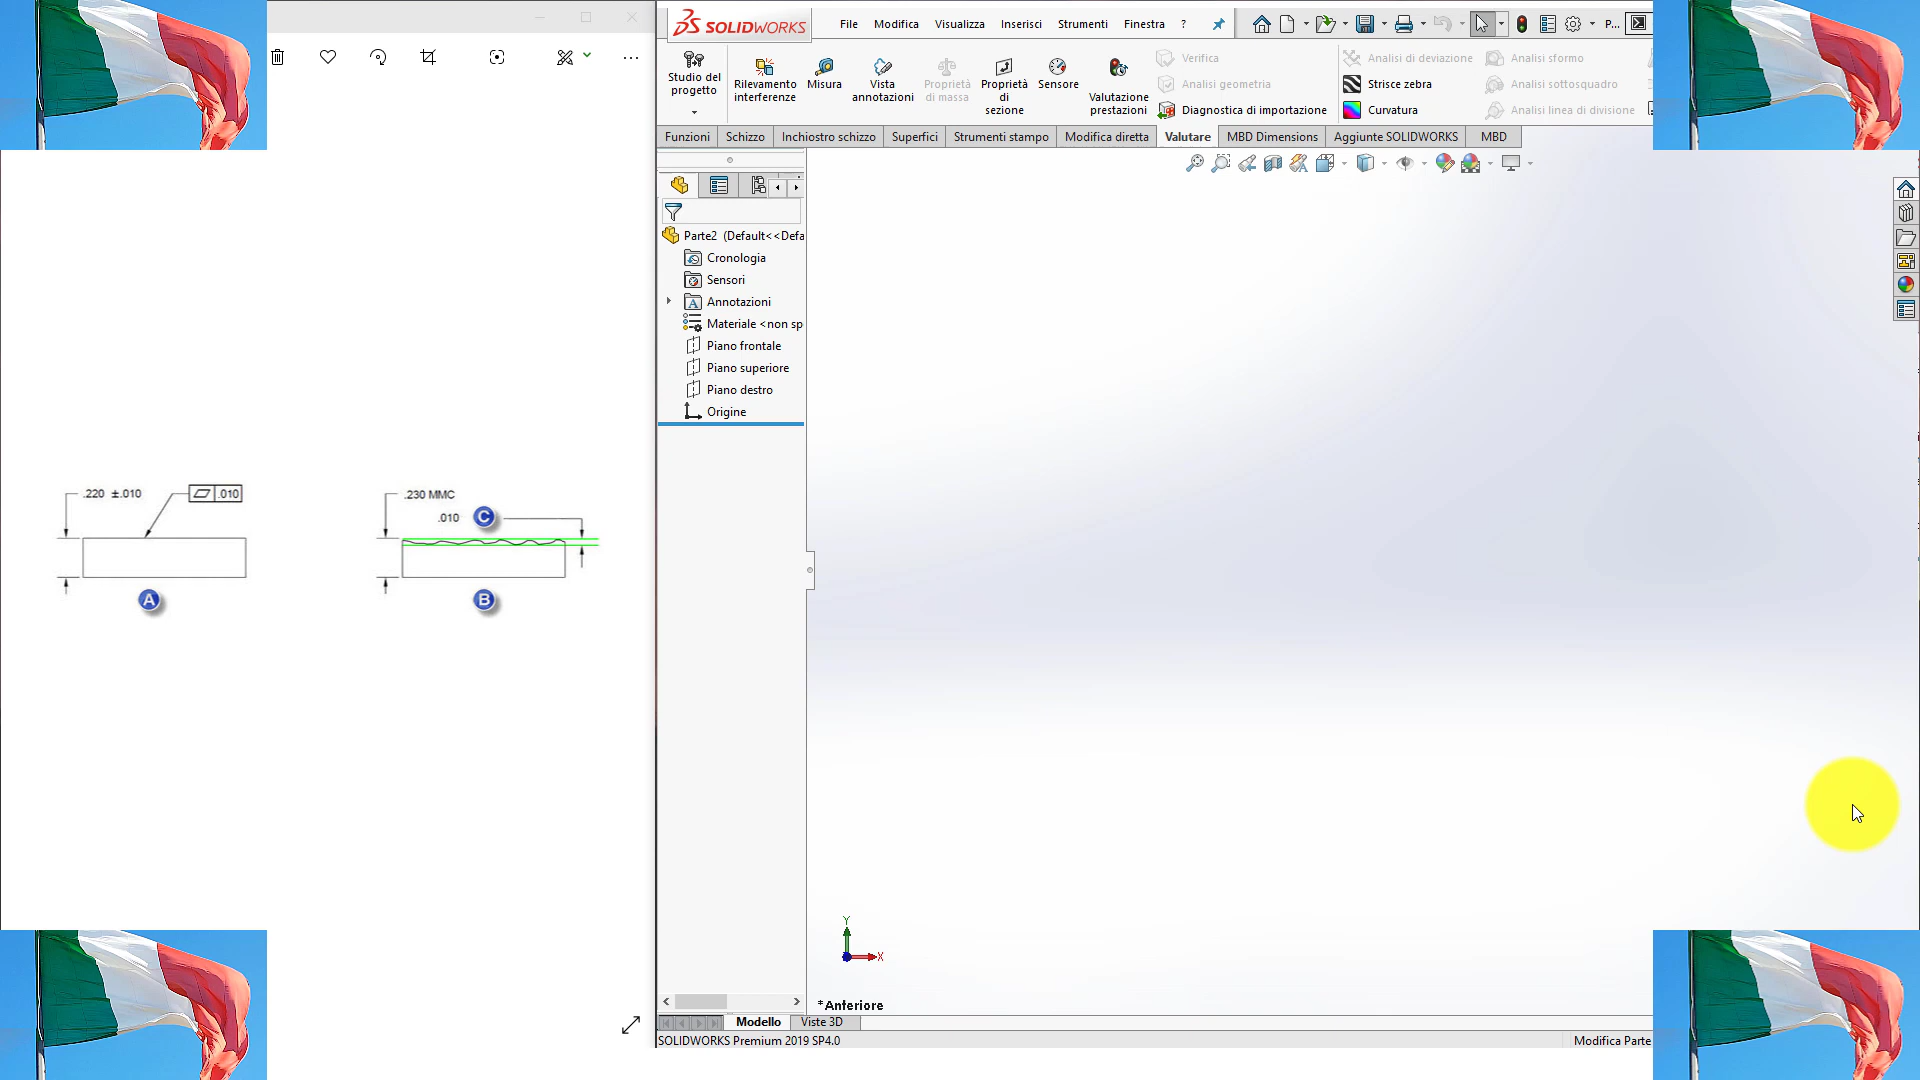 SOLIDWORKS
File Modifica Visualizza Inserisci Strumenti Finestra ? P...
Studio del progetto
Rilevamento interferenze
Misura
Vista annotazioni
Proprietà di massa
Proprietà di sezione
Sensore
Valutazione prestazioni
Verifica
Analisi geometria
Diagnostica di importazione
Analisi di deviazione
Strisce zebra
Curvatura
Analisi sformo
Analisi sottosquadro
Analisi linea di divisione
Funzioni Schizzo Inchiostro schizzo Superfici Strumenti stampo Modifica diretta Valutare MBD Dimensions Aggiunte SOLIDWORKS MBD
Parte2 (Default<<Defa
Cronologia
Sensori
Annotazioni
Materiale <non sp
Piano frontale
Piano superiore
Piano destro
Origine
.220 ±.010
.010
A
.230 MMC
.010 C
B
Y
X
*Anteriore
Modello Viste 3D
SOLIDWORKS Premium 2019 SP4.0
Modifica Parte